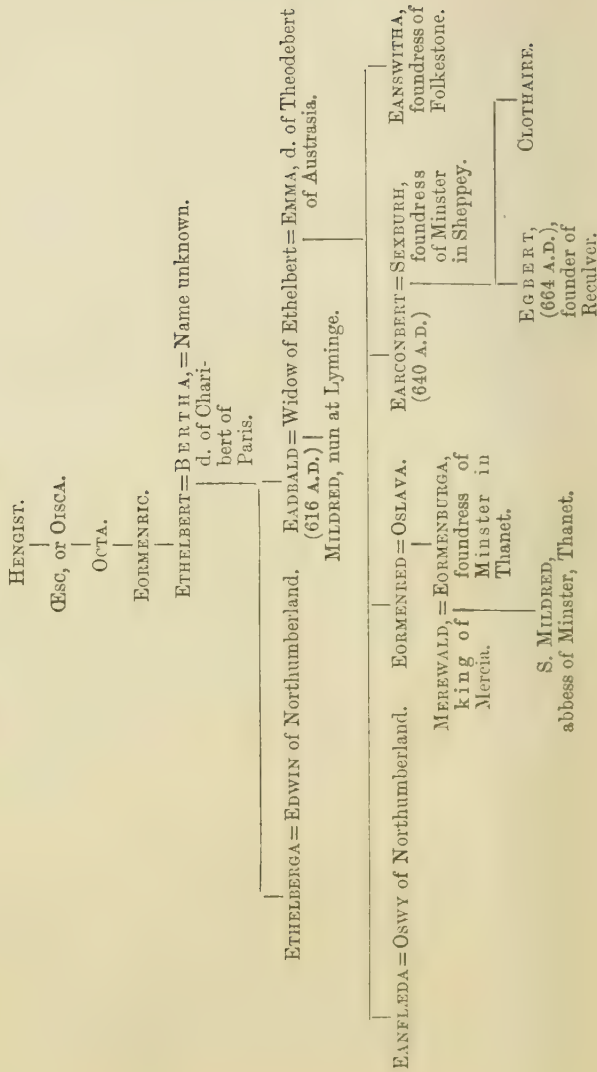 HENGIST.
ŒSC, or OISCA.
OCTA.
EORMENRIC.
ETHELBERT=BERTHA,=Name unknown.
d. of Chari-
bert of
Paris.
ETHELBERGA=EDWIN of Northumberland.
EADBALD=Widow of Ethelbert=EMMA, d. of Theodebert
(616 A.D.)
of Austrasia.
MILDRED, nun at Lyminge.
EANFLÆDA=OSWY of Northumberland.
EORMENRED=OSLAVA.
EARCONBERT=SEXBURH,
(640 A.D.)
foundress
of Minster
in Sheppey.
EANSWITHA,
foundress of
Folkestone.
MEREWALD,=EORMENBURGA,
king of
Mercia.
foundress of
Minster in
Thanet.
EGBERT,
(664 A.D.),
founder of
Reculver.
CLOTHAIRE.
S. MILDRED,
abbess of Minster, Thanet.